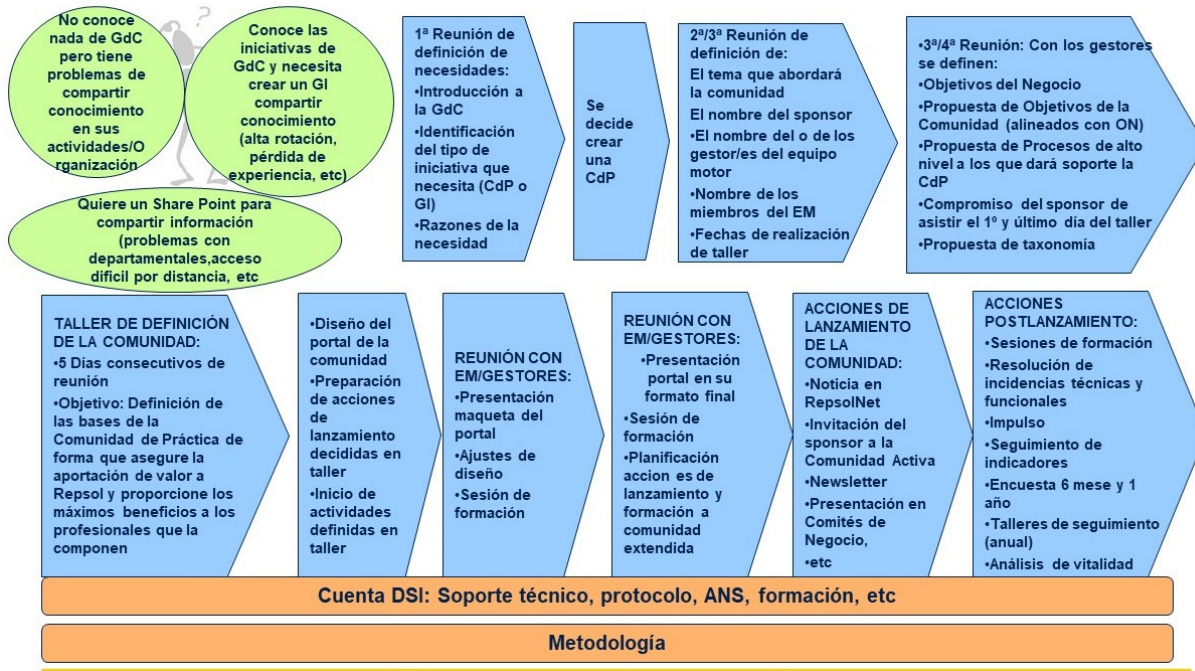 No conoce
nada de GdC
pero tiene
problemas de
compartir
conocimiento
en sus
actividades/O
rganización
?
Conoce las
iniciativas de
GdC y necesita
crear un GI
compartir
conocimiento
(alta rotación,
pérdida de
experiencia, etc)
Quiere un Share Point para
compartir información
(problemas con
departamentales,acceso
dificil por distancia, etc
1ª Reunión de
definición de
necesidades:
•Introducción a
la GdC
•Identificación
del tipo de
iniciativa que
necesita (CdP o
GI)
•Razones de la
necesidad
Se
decide
crear
una
CdP
2ª/3ª Reunión de
definición de:
El tema que abordará
la comunidad
El nombre del sponsor
•El nombre del o de los
gestor/es del equipo
motor
•Nombre de los
miembros del EM
•Fechas de realización
de taller
•3ª/4ª Reunión: Con los gestores
se definen:
•Objetivos del Negocio
•Propuesta de Objetivos de la
Comunidad (alineados con ON)
•Propuesta de Procesos de alto
nivel a los que dará soporte la
CdP
•Compromiso del sponsor de
asistir el 1º y último día del taller
•Propuesta de taxonomía
TALLER DE DEFINICIÓN
DE LA COMUNIDAD:
•5 Días consecutivos de
reunión
•Objetivo: Definición de
las bases de la
Comunidad de Práctica de
forma que asegure la
aportación de valor a
Repsol y proporcione los
máximos beneficios a los
profesionales que la
componen
•Diseño del
portal de la
comunidad
•Preparación
de acciones
de
lanzamiento
decididas en
taller
•Inicio de
actividades
definidas en
taller
REUNIÓN CON
EM/GESTORES:
•Presentación
maqueta del
portal
•Ajustes de
diseño
•Sesión de
formación
REUNIÓN CON
EM/GESTORES:
•Presentación
portal en su
formato final
•Sesión de
formación
•Planificación
accion es de
lanzamiento y
formación a
comunidad
extendida
ACCIONES DE
LANZAMIENTO
DE LA
COMUNIDAD:
•Noticia en
RepsolNet
•Invitación del
sponsor a la
Comunidad Activa
•Newsletter
•Presentación en
Comités de
Negocio,
•etc
ACCIONES
POSTLANZAMIENTO:
•Sesiones de formación
•Resolución de
incidencias técnicas y
funcionales
•Impulso
•Seguimiento de
indicadores
•Encuesta 6 mese y 1
año
•Talleres de seguimiento
(anual)
•Análisis de vitalidad
Cuenta DSI: Soporte técnico, protocolo, ANS, formación, etc
Metodología